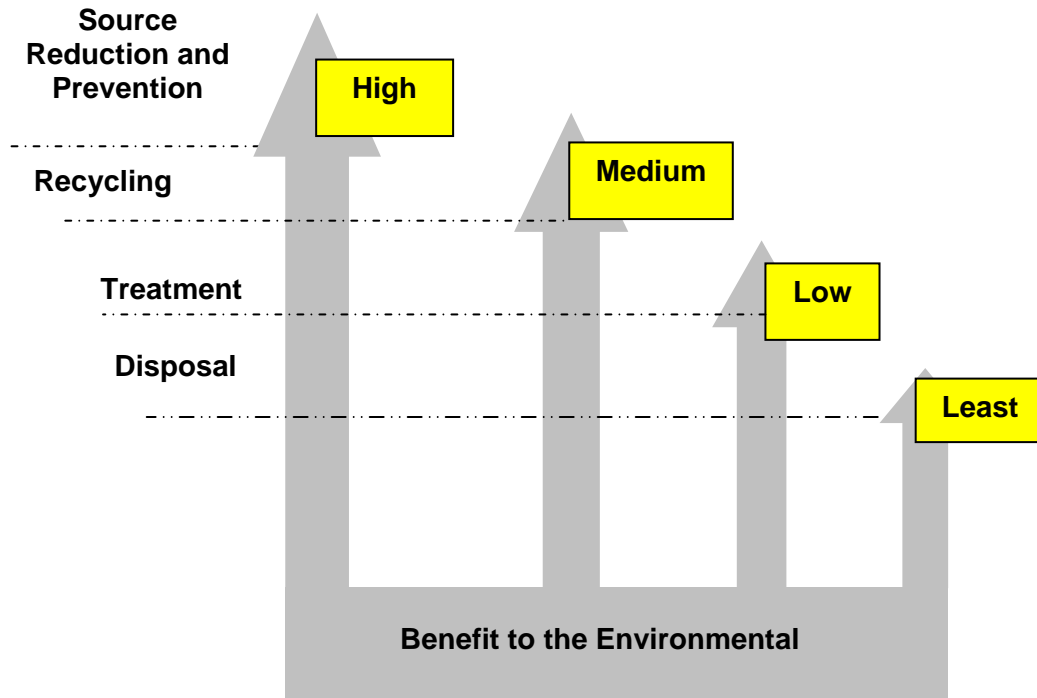 Source
Reduction and
Prevention
High
Recycling
Medium
Treatment
Low
Disposal
Least
Benefit to the Environmental